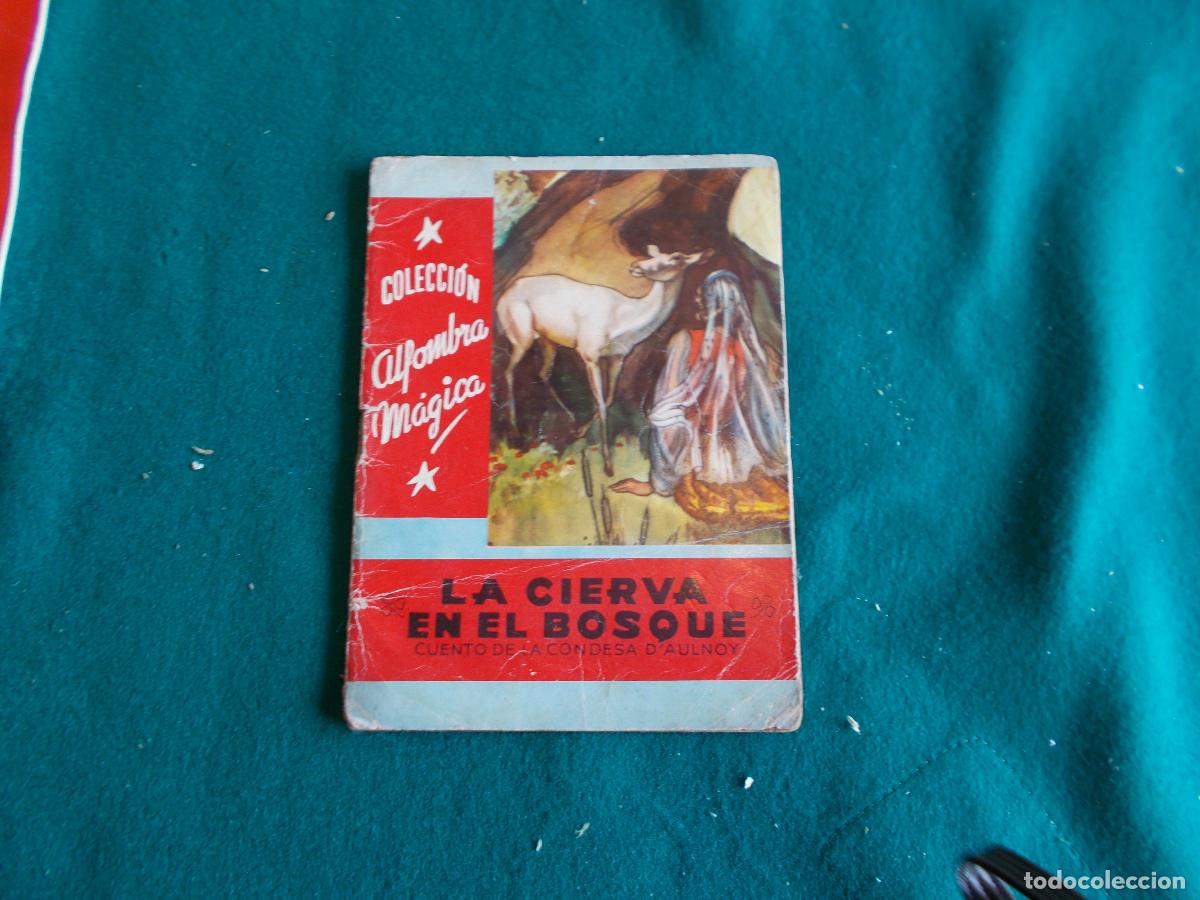 COLECCIÓN
Alfombra
Mágica
LA CIERVA
EN EL BOSQUE
CUENTO DE LA CONDESA D'AULNOY
todocoleccion